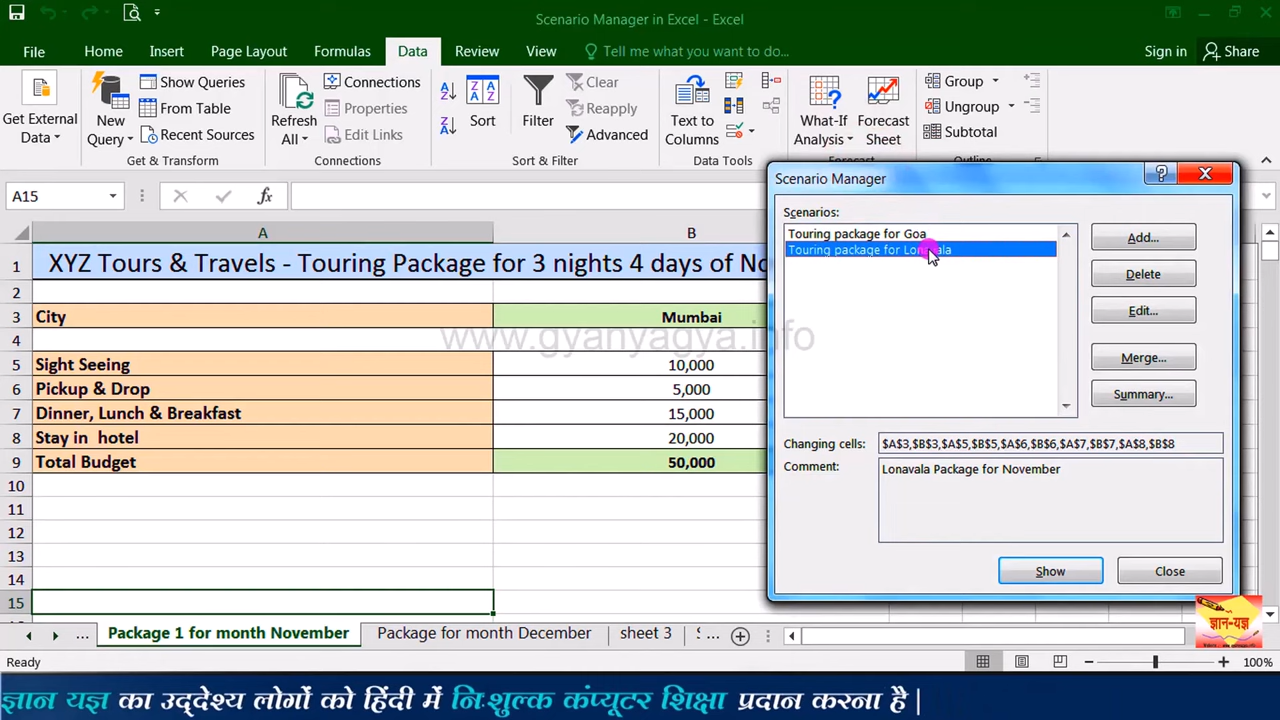 Scenario Manager in Excel - Excel
File Home Insert Page Layout Formulas Data Review View Tell me what you want to do... Sign in Share
Get External Data
New Query
Show Queries
From Table
Recent Sources
Get & Transform
Refresh All
Connections
Properties
Edit Links
Connections
Sort
Filter
Clear
Reapply
Advanced
Sort & Filter
Text to Columns
Data Tools
What-If Analysis
Forecast Sheet
Forecast
Group
Ungroup
Subtotal
Outline
A15
fx
A B
1 XYZ Tours & Travels - Touring Package for 3 nights 4 days of No
2
3 City Mumbai
4
5 Sight Seeing 10,000
6 Pickup & Drop 5,000
7 Dinner, Lunch & Breakfast 15,000
8 Stay in hotel 20,000
9 Total Budget 50,000
10
11
12
13
14
15
www.gyanyagya.info
Scenario Manager
Scenarios:
Touring package for Goa
Touring package for Lonavala
Add...
Delete
Edit...
Merge...
Summary...
Changing cells: $A$3,$B$3,$A$5,$B$5,$A$6,$B$6,$A$7,$B$7,$A$8,$B$8
Comment: Lonavala Package for November
Show Close
... Package 1 for month November Package for month December sheet 3 S ...
Ready 100%
ज्ञान-यज्ञ
ज्ञान यज्ञ का उद्देश्य लोगों को हिंदी में निःशुल्क कंप्यूटर शिक्षा प्रदान करना है |